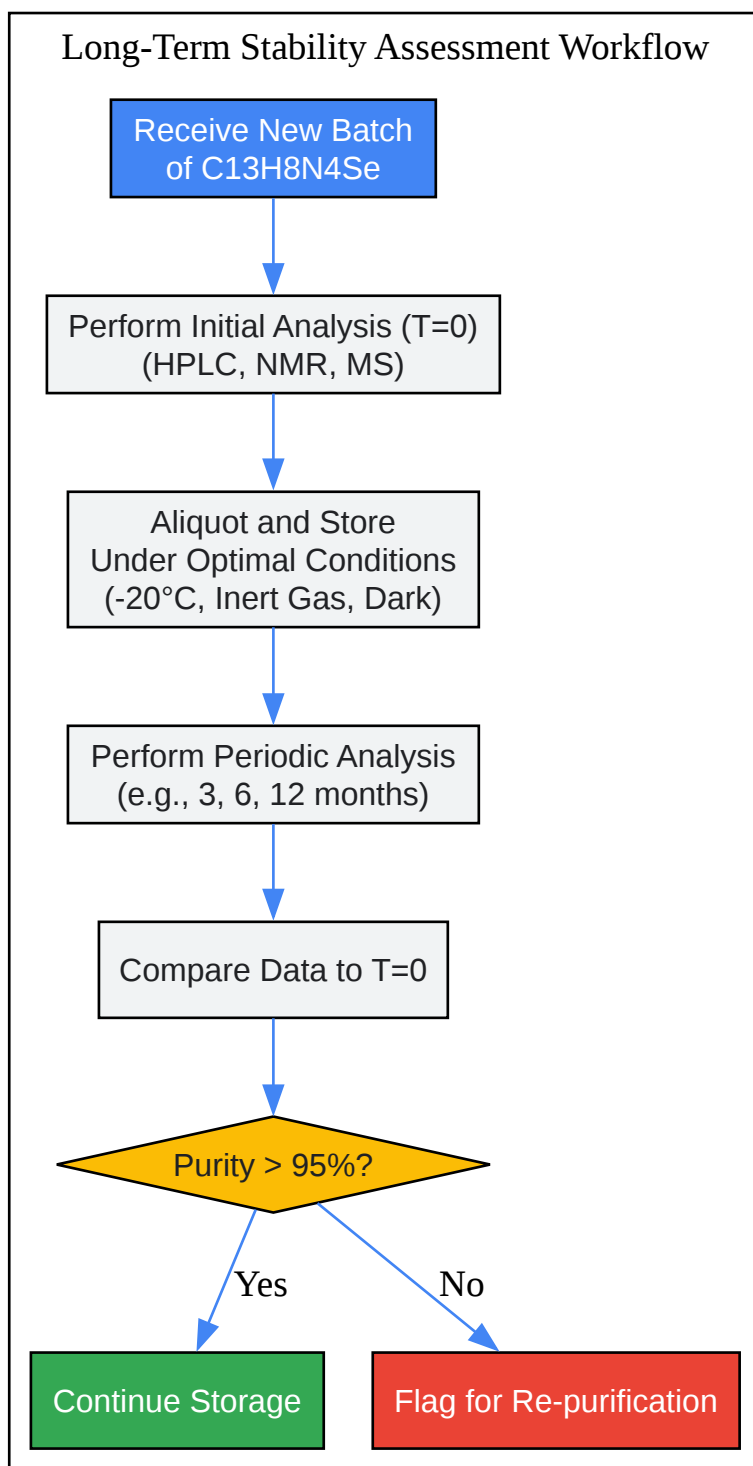 Long-Term Stability Assessment Workflow
Receive New Batch
of C13H8N4Se
Perform Initial Analysis (T=0)
(HPLC, NMR, MS)
Aliquot and Store
Under Optimal Conditions
(-20°C, Inert Gas, Dark)
Perform Periodic Analysis
(e.g., 3, 6, 12 months)
Compare Data to T=0
Purity > 95%?
Yes
No
Continue Storage
Flag for Re-purification